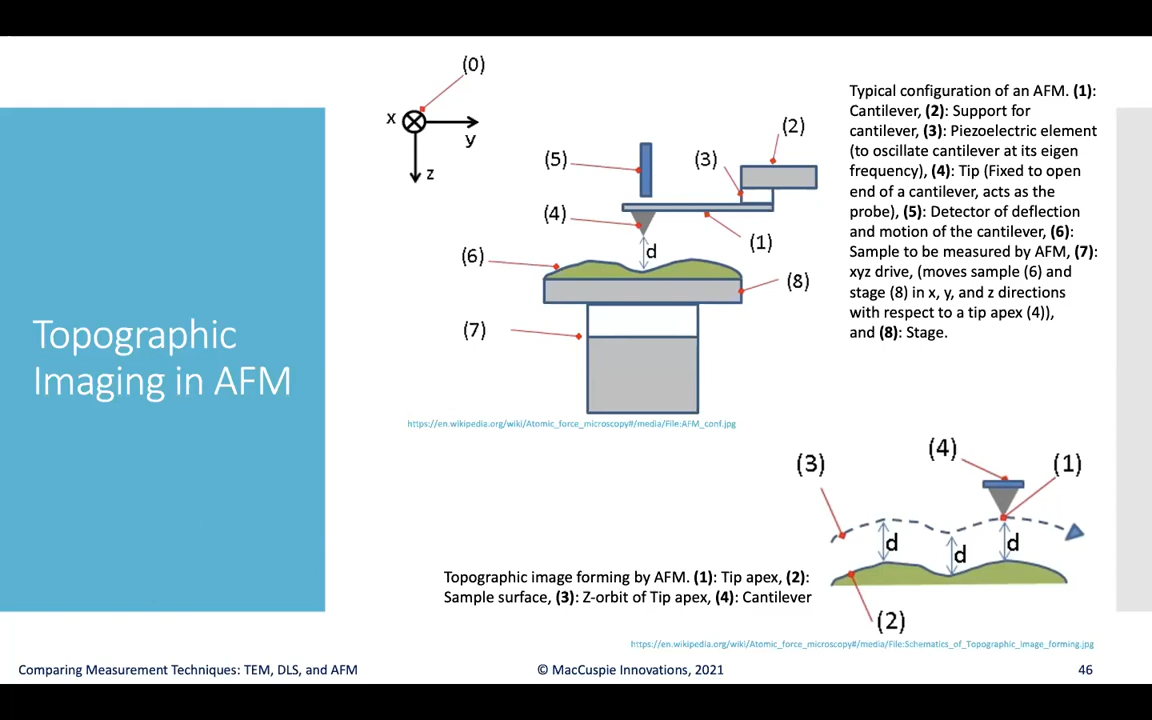 Topographic
Imaging in AFM
(0)
x
y
z
(2)
(5)
(3)
(4)
(1)
d
(6)
(8)
(7)
https://en.wikipedia.org/wiki/Atomic_force_microscopy#/media/File:AFM_conf.jpg
Typical configuration of an AFM. (1):
Cantilever, (2): Support for
cantilever, (3): Piezoelectric element
(to oscillate cantilever at its eigen
frequency), (4): Tip (Fixed to open
end of a cantilever, acts as the
probe), (5): Detector of deflection
and motion of the cantilever, (6):
Sample to be measured by AFM, (7):
xyz drive, (moves sample (6) and
stage (8) in x, y, and z directions
with respect to a tip apex (4)),
and (8): Stage.
(4)
(3)
(1)
d
d
d
(2)
Topographic image forming by AFM. (1): Tip apex, (2):
Sample surface, (3): Z-orbit of Tip apex, (4): Cantilever
https://en.wikipedia.org/wiki/Atomic_force_microscopy#/media/File:Schematics_of_Topographic_image_forming.jpg
Comparing Measurement Techniques: TEM, DLS, and AFM
© MacCuspie Innovations, 2021
46